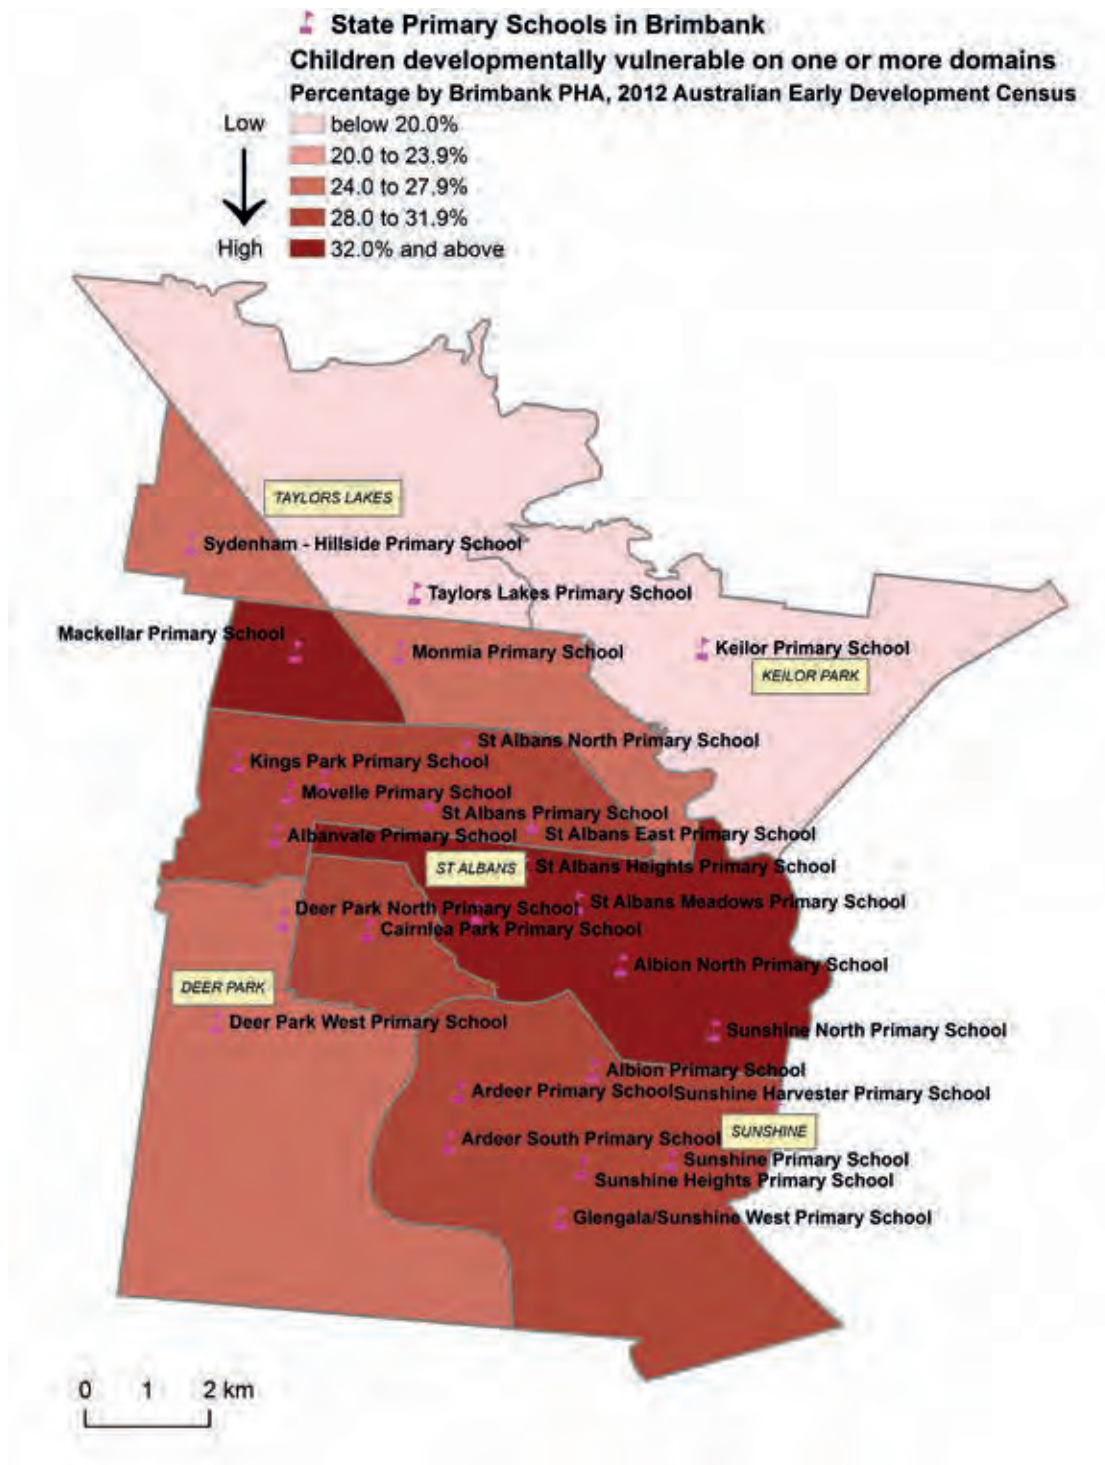 State Primary Schools in Brimbank
Children developmentally vulnerable on one or more domains
Percentage by Brimbank PHA, 2012 Australian Early Development Census
Low
below 20.0%
20.0 to 23.9%
24.0 to 27.9%
28.0 to 31.9%
High
32.0% and above
TAYLORS LAKES
Sydenham - Hillside Primary School
Taylors Lakes Primary School
Mackellar Primary School
Monmia Primary School
Keilor Primary School
KEILOR PARK
St Albans North Primary School
Kings Park Primary School
Movelle Primary School
St Albans Primary School
Albanvale Primary School
St Albans East Primary School
ST ALBANS
St Albans Heights Primary School
St Albans Meadows Primary School
Deer Park North Primary School
Cairnlea Park Primary School
Albion North Primary School
DEER PARK
Deer Park West Primary School
Sunshine North Primary School
Albion Primary School
Ardeer Primary School
Sunshine Harvester Primary School
SUNSHINE
Ardeer South Primary School
Sunshine Primary School
Sunshine Heights Primary School
Glengala/Sunshine West Primary School
0 1 2 km